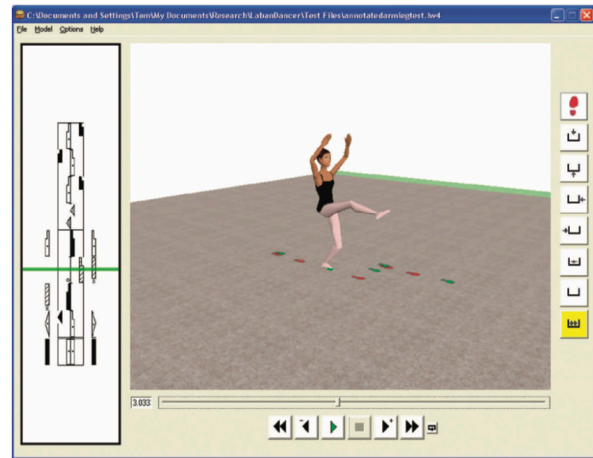 C:\Documents and Settings\Tom\My Documents\Research\LabanDancer\Test Files\annotatedarmlegtest.lw4
File Model Options Help
3.033